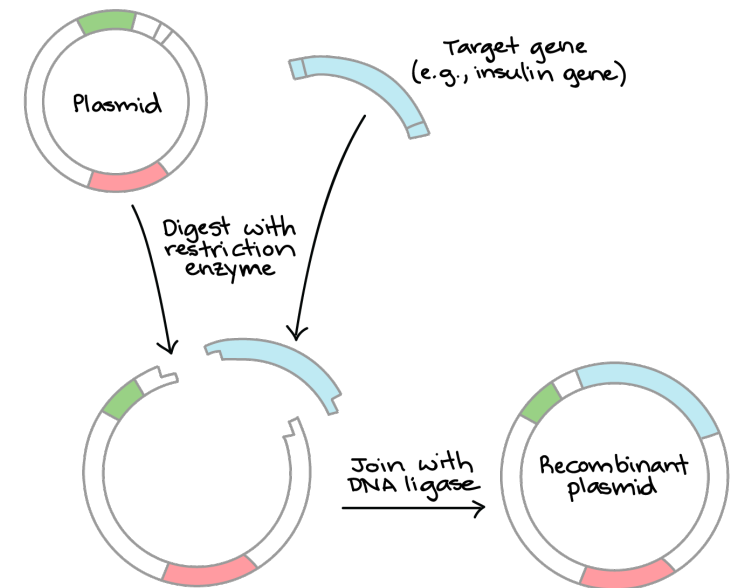 Plasmid
Target gene
(e.g., insulin gene)
Digest with
restriction
enzyme
Join with
DNA ligase
Recombinant
plasmid